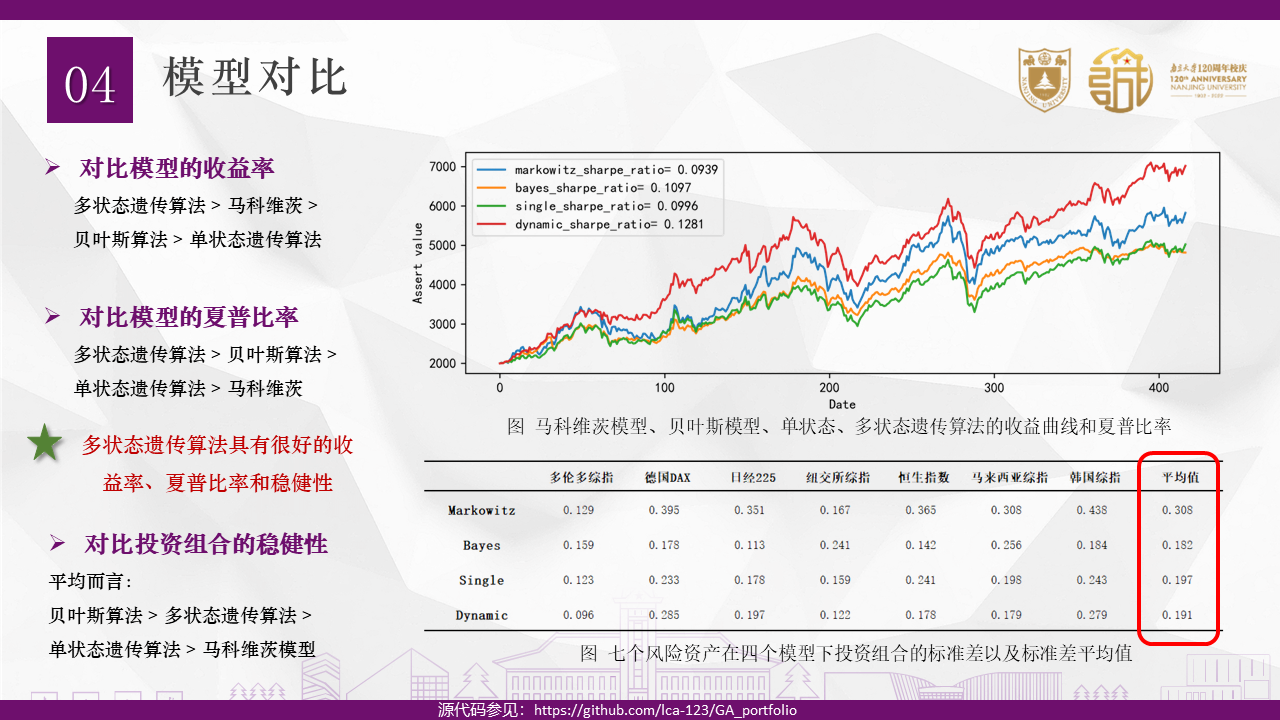 04
模型对比
NANJING UNIVERSITY
南京大学120周年校庆
120th ANNIVERSARY
NANJING UNIVERSITY
1902 - 2022
➢ 对比模型的收益率
多状态遗传算法 > 马科维茨 >
贝叶斯算法 > 单状态遗传算法
➢ 对比模型的夏普比率
多状态遗传算法 > 贝叶斯算法 >
单状态遗传算法 > 马科维茨
多状态遗传算法具有很好的收
益率、夏普比率和稳健性
➢ 对比投资组合的稳健性
平均而言:
贝叶斯算法 > 多状态遗传算法 >
单状态遗传算法 > 马科维茨模型
markowitz_sharpe_ratio= 0.0939
bayes_sharpe_ratio= 0.1097
single_sharpe_ratio= 0.0996
dynamic_sharpe_ratio= 0.1281
Assert value
7000
6000
5000
4000
3000
2000
0 100 200 300 400
Date
图 马科维茨模型、贝叶斯模型、单状态、多状态遗传算法的收益曲线和夏普比率
多伦多综指 德国DAX 日经225 纽交所综指 恒生指数 马来西亚综指 韩国综指 平均值
Markowitz 0.129 0.395 0.351 0.167 0.365 0.308 0.438 0.308
Bayes 0.159 0.178 0.113 0.241 0.142 0.256 0.184 0.182
Single 0.123 0.233 0.178 0.159 0.241 0.198 0.243 0.197
Dynamic 0.096 0.285 0.197 0.122 0.178 0.179 0.279 0.191
图 七个风险资产在四个模型下投资组合的标准差以及标准差平均值
源代码参见：https://github.com/lca-123/GA_portfolio